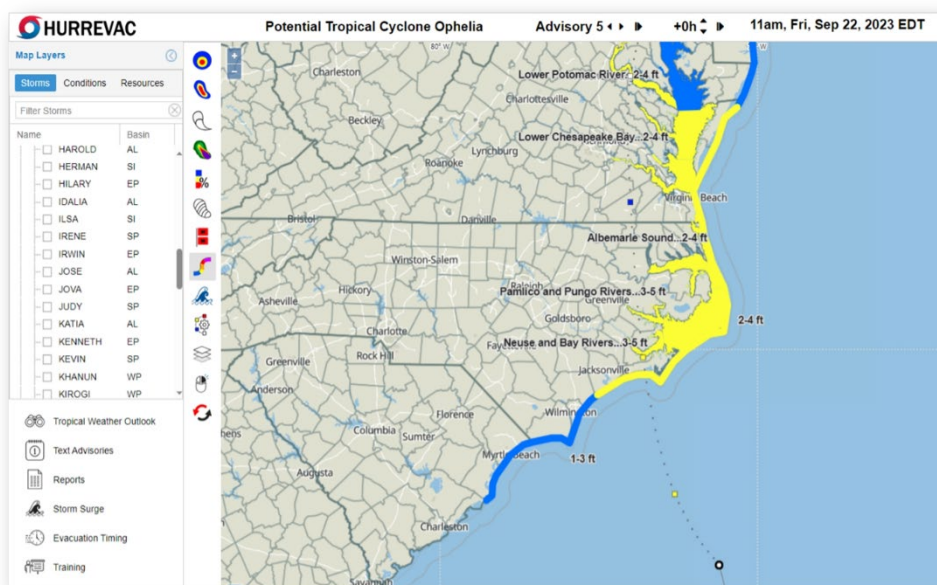 HURREVAC
Potential Tropical Cyclone Ophelia
Advisory 5
+0h
11am, Fri, Sep 22, 2023 EDT
Map Layers
Storms
Conditions
Resources
Filter Storms
Name
Basin
HAROLD AL
HERMAN SI
HILARY EP
IDALIA AL
ILSA SI
IRENE SP
IRWIN EP
JOSE AL
JOVA EP
JUDY SP
KATIA AL
KENNETH EP
KEVIN SP
KHANUN WP
KIROGI WP
Tropical Weather Outlook
Text Advisories
Reports
Storm Surge
Evacuation Timing
Training
+
−
%
80° W
W
Charleston
Lower Potomac River...2-4 ft
Charlottesville
Beckley
Lower Chesapeake Bay...2-4 ft
Lynchburg
Roanoke
Virginia Beach
Bristol
Danville
Albemarle Sound...2-4 ft
Winston-Salem
Raleigh
Pamlico and Pungo Rivers...3-5 ft
Hickory
Greenville
Asheville
Goldsboro
2-4 ft
Charlotte
Neuse and Bay Rivers...3-5 ft
Rock Hill
Greenville
Jacksonville
Anderson
Florence
Wilmington
Columbia
Sumter
Myrtle Beach
1-3 ft
Augusta
Charleston
Savannah